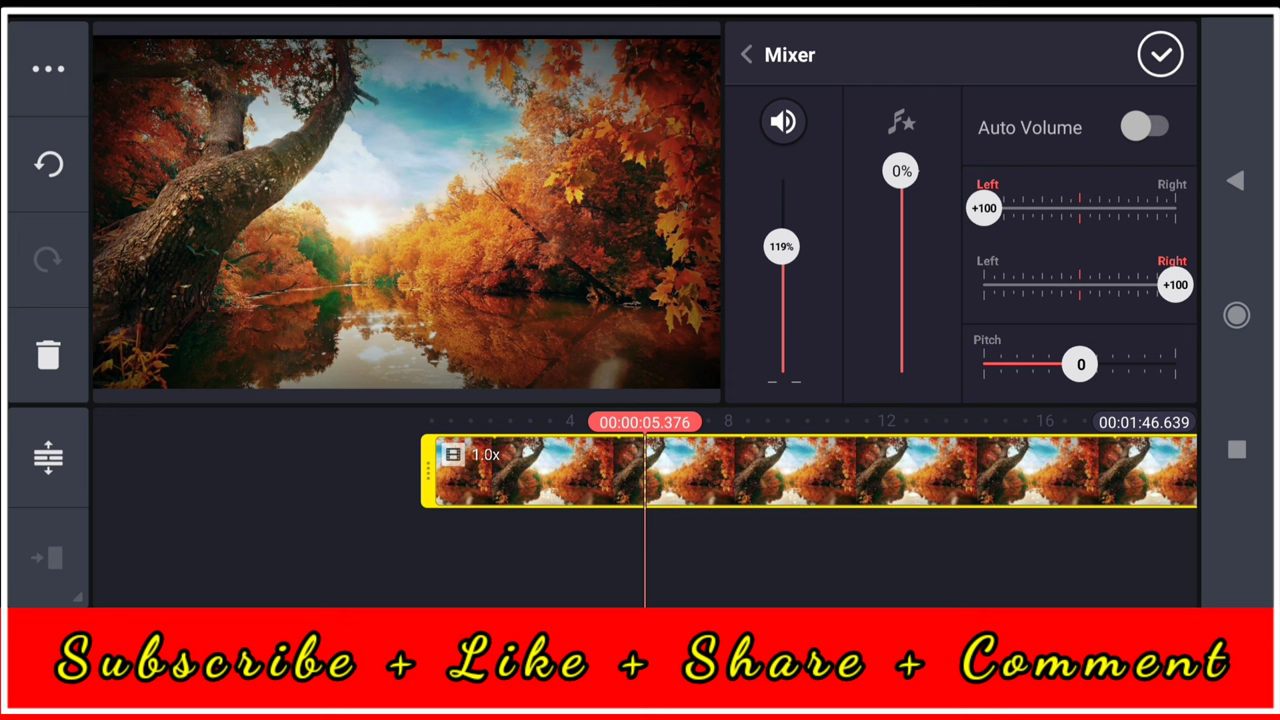 Mixer
0%
Auto Volume
Left Right
+100
119%
Left Right
+100
Pitch
0
4 00:00:05.376 8 12 16 00:01:46.639
1.0x
Subscribe + Like + Share + Comment